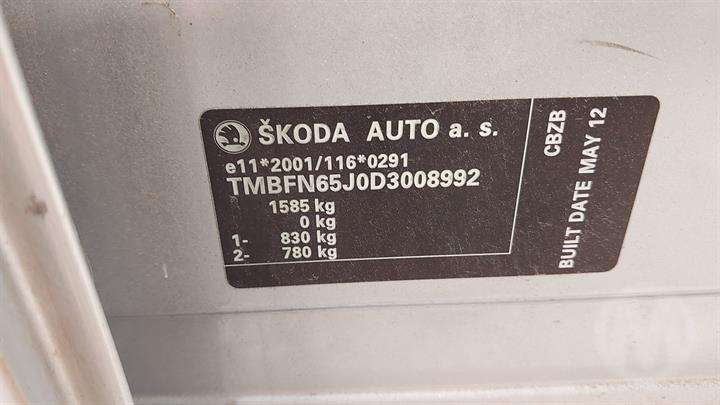 ŠKODA AUTO a. s.
e11*2001/116*0291
TMBFN65J0D3008992
1585 kg
0 kg
1- 830 kg
2- 780 kg
CBZB
BUILT DATE MAY 12